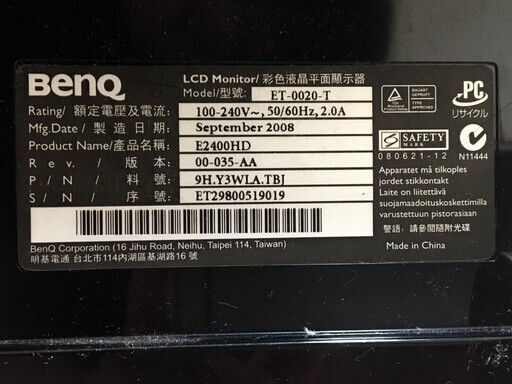 BenQ
LCD Monitor/彩色液晶平面顯示器
Model/型號: ET-0020-T
Rating/ 額定電壓及電流: 100-240V~, 50/60Hz, 2.0A
Mfg.Date/ 製造日期: September 2008
Product Name/產品名稱: E2400HD
Rev. 版本: 00-035-AA
P/N 料號: 9H.Y3WLA.TBJ
S/N 序號: ET29800519019
BenQ Corporation (16 Jihu Road, Neihu, Taipei 114, Taiwan)
明基電通 台北市114內湖區基湖路16號
BAUART
GEPRÜFT
TYPE
APPROVED
PC
リサイクル
SAFETY
MARK
080621-12
N11444
Apparatet må tilkoples
jordet stikkontakt
Laite on liitettävä
suojamaadoituskoskettimilla
varustettuun pistorasiaan
警語: 請參閱隨附光碟
Made in China